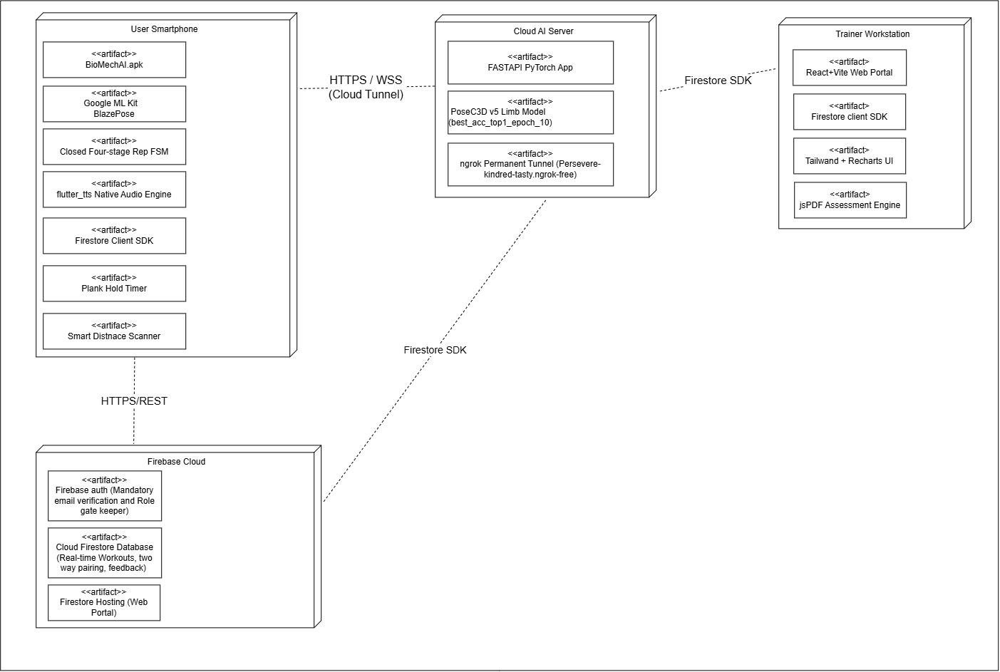 User Smartphone
<<artifact>>
BioMechAI.apk
<<artifact>>
Google ML Kit
BlazePose
<<artifact>>
Closed Four-stage Rep FSM
<<artifact>>
flutter_tts Native Audio Engine
<<artifact>>
Firestore Client SDK
<<artifact>>
Plank Hold Timer
<<artifact>>
Smart Distnace Scanner
HTTPS / WSS
(Cloud Tunnel)
Cloud AI Server
<<artifact>>
FASTAPI PyTorch App
<<artifact>>
PoseC3D v5 Limb Model
(best_acc_top1_epoch_10)
<<artifact>>
ngrok Permanent Tunnel (Persevere-
kindred-tasty.ngrok-free)
Firestore SDK
Trainer Workstation
<<artifact>
React+Vite Web Portal
<<artifact>
Firestore client SDK
<<artifact>
Tailwand + Recharts UI
<<artifact>
jsPDF Assessment Engine
Firestore SDK
HTTPS/REST
Firebase Cloud
<<artifact>>
Firebase auth (Mandatory
email verification and Role
gate keeper)
<<artifact>>
Cloud Firestore Database
(Real-time Workouts, two
way pairing, feedback)
<<artifact>>
Firestore Hosting (Web
Portal)